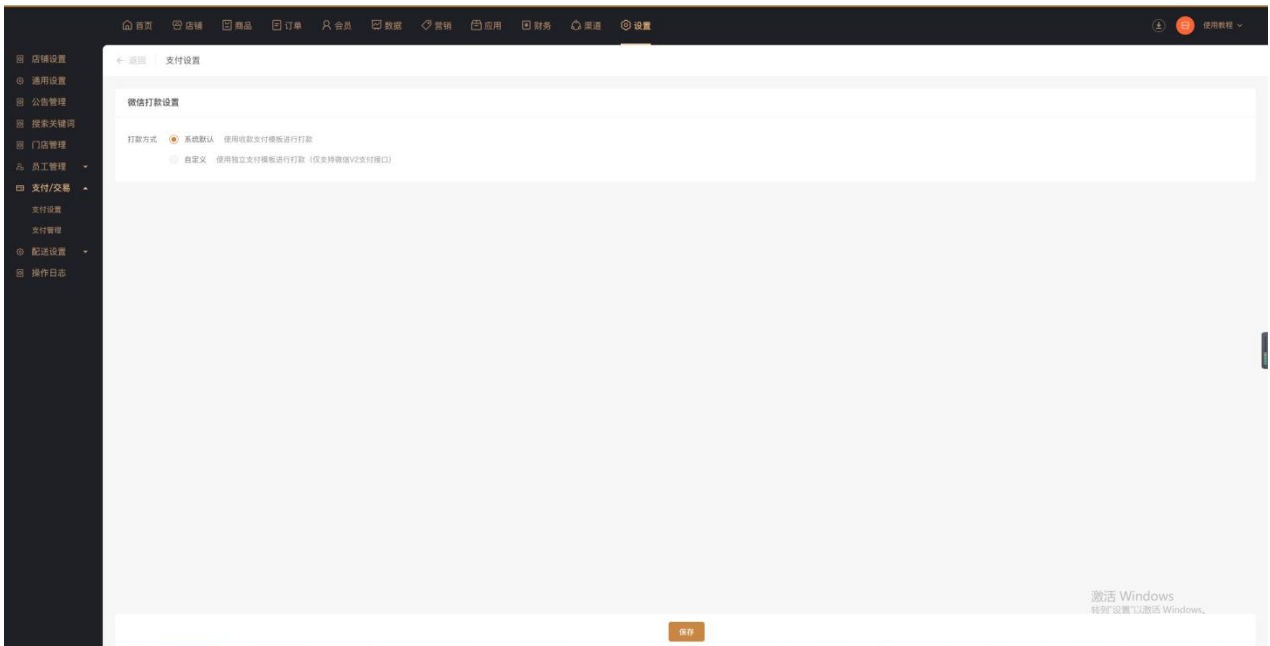 首页 店铺 商品 订单 会员 数据 营销 应用 财务 渠道 设置 使用教程
店铺设置
通用设置
公告管理
搜索关键词
门店管理
员工管理
支付/交易
支付设置
支付管理
配送设置
操作日志
← 返回 支付设置
微信打款设置
打款方式 系统默认 使用收款支付模板进行打款
自定义 使用独立支付模板进行打款（仅支持微信V2支付接口）
激活 Windows
转到"设置"以激活 Windows。
保存